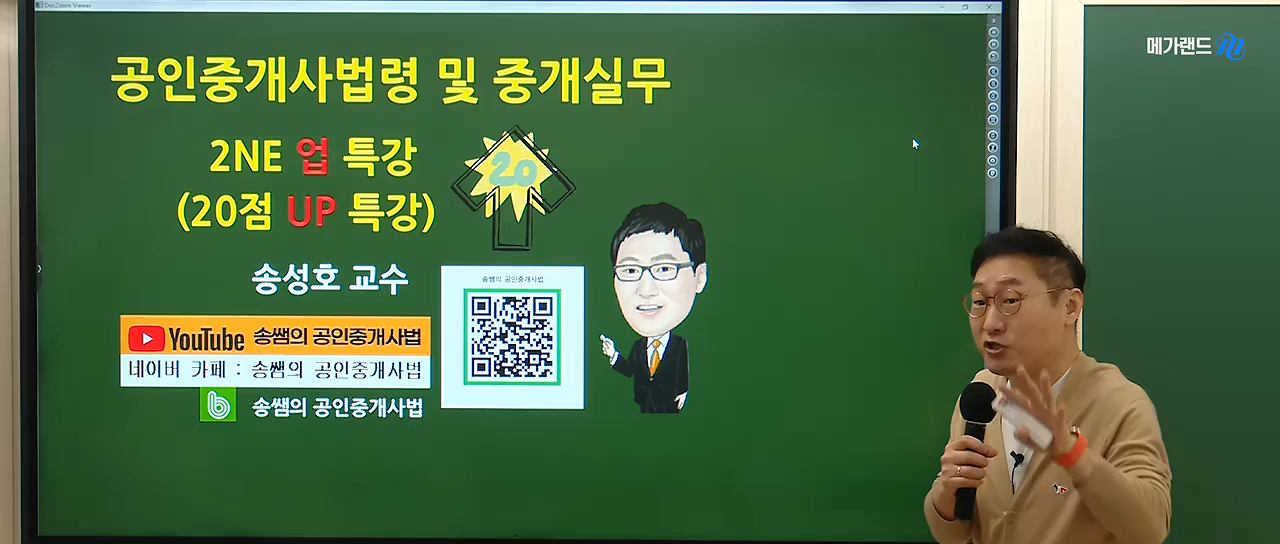 DocZoom Viewer
메가랜드
공인중개사법령 및 중개실무
2NE 업 특강
(20점 UP 특강)
20
송성호 교수
송쌤의 공인중개사법
YouTube 송쌤의 공인중개사법
네이버 카페 : 송쌤의 공인중개사법
송쌤의 공인중개사법